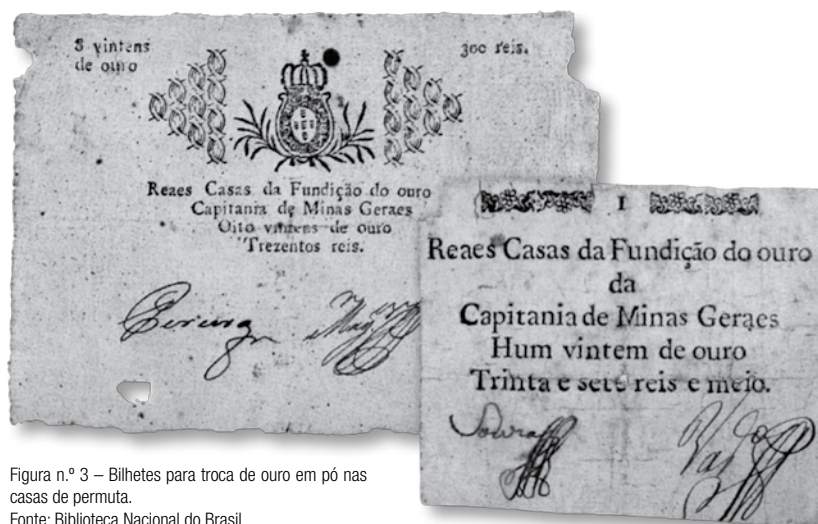 8 vintens
de ouro
300 reis.
Reaes Casas da Fundição do ouro
Capitania de Minas Geraes
Oito vintens de ouro
Trezentos reis.
Pereira
I
Reaes Casas da Fundição do ouro
da
Capitania de Minas Geraes
Hum vintem de ouro
Trinta e sete reis e meio.
Figura n.º 3 – Bilhetes para troca de ouro em pó nas
casas de permuta.
Fonte: Biblioteca Nacional do Brasil